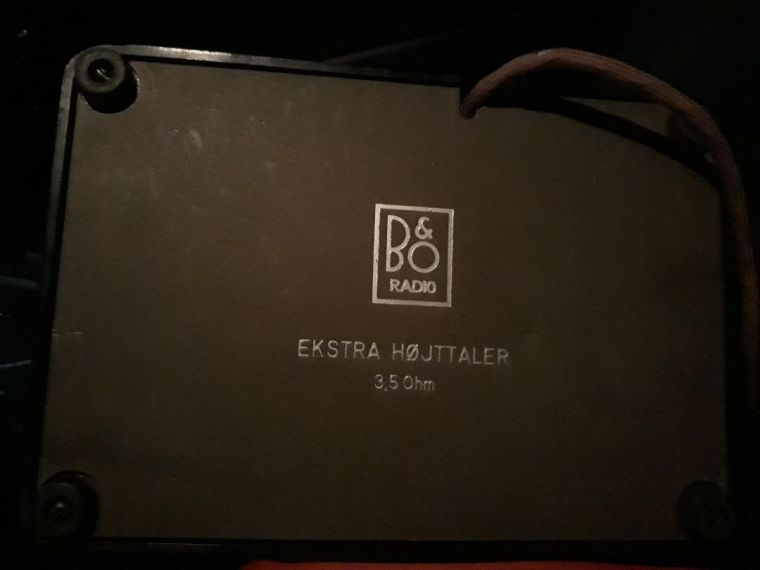 B&O
RADIO
EKSTRA HØJTTALER
3,5 Ohm